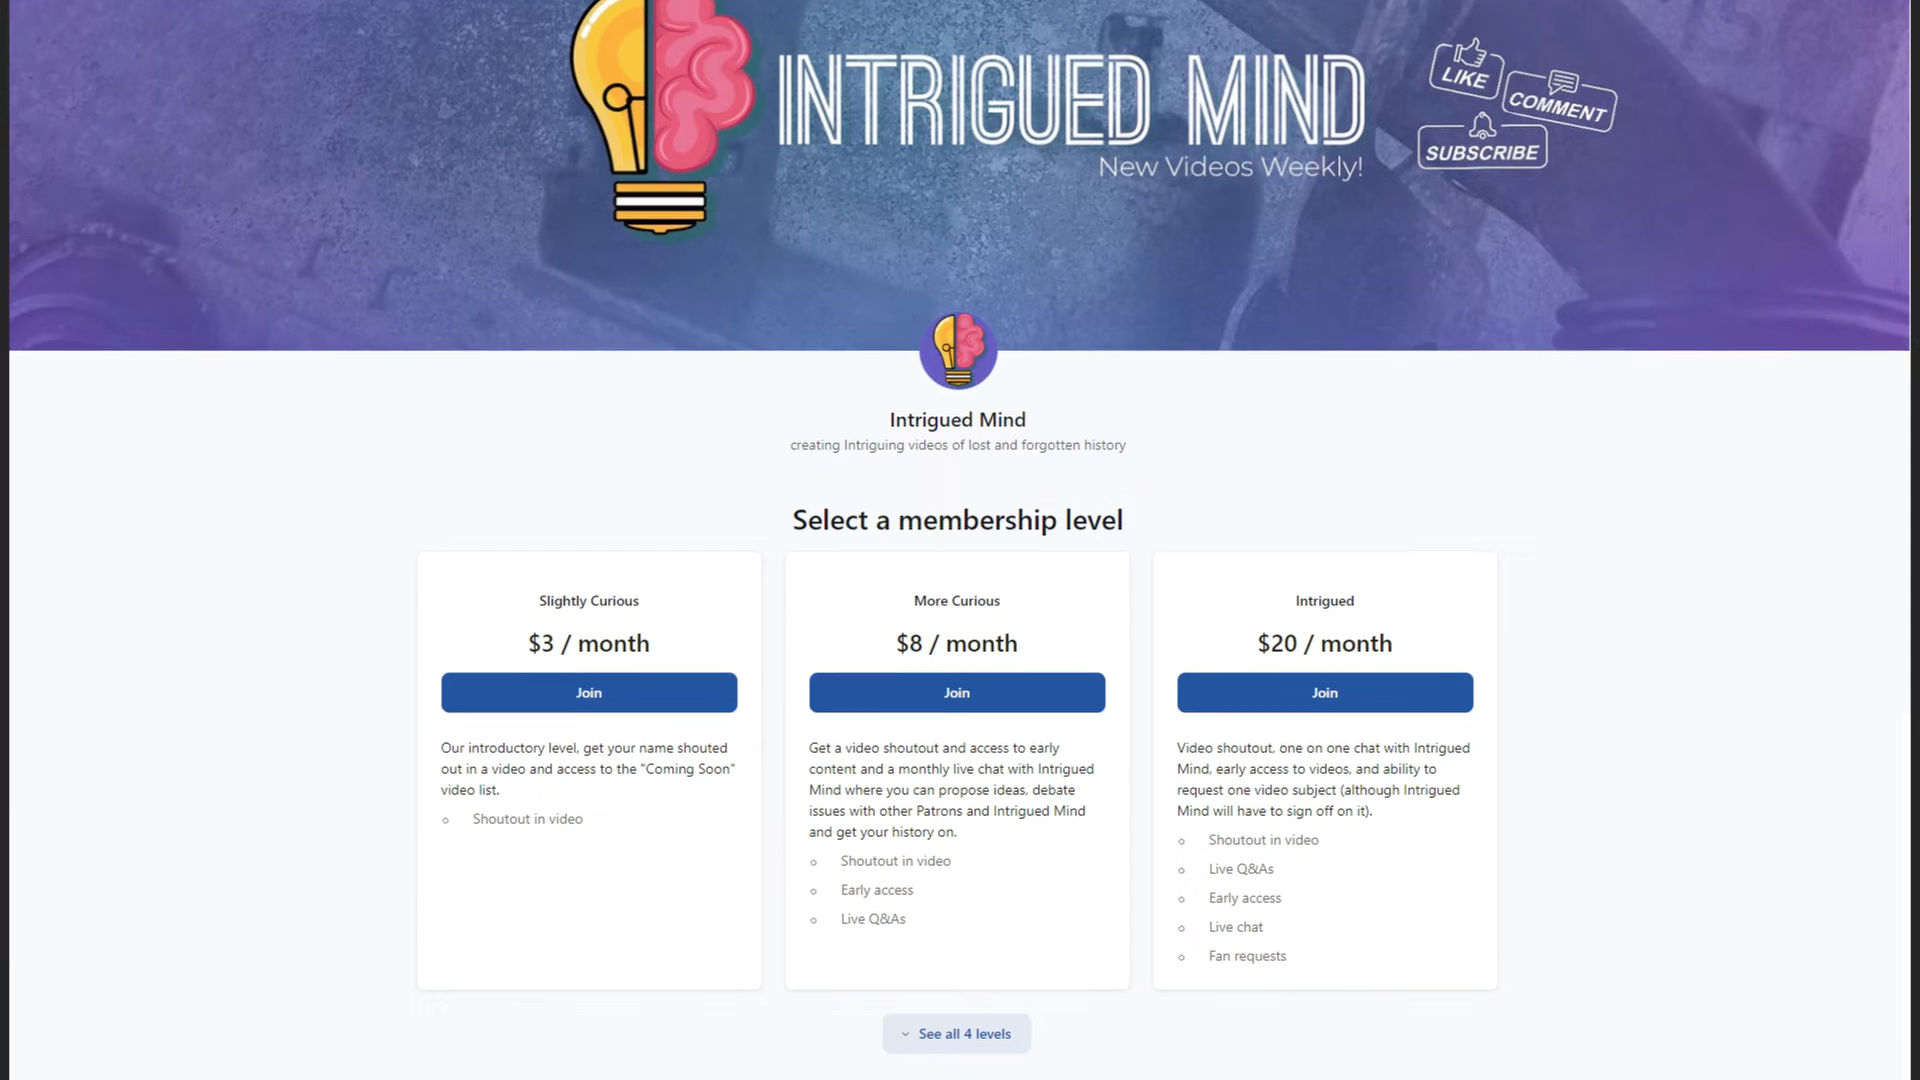 INTRIGUED MIND
New Videos Weekly!
LIKE
COMMENT
SUBSCRIBE
Intrigued Mind
creating Intriguing videos of lost and forgotten history
Select a membership level
Slightly Curious
$3 / month
Join
Our introductory level, get your name shouted
out in a video and access to the "Coming Soon"
video list.
Shoutout in video
More Curious
$8 / month
Join
Get a video shoutout and access to early
content and a monthly live chat with Intrigued
Mind where you can propose ideas, debate
issues with other Patrons and Intrigued Mind
and get your history on.
Shoutout in video
Early access
Live Q&As
Intrigued
$20 / month
Join
Video shoutout, one on one chat with Intrigued
Mind, early access to videos, and ability to
request one video subject (although Intrigued
Mind will have to sign off on it).
Shoutout in video
Live Q&As
Early access
Live chat
Fan requests
See all 4 levels